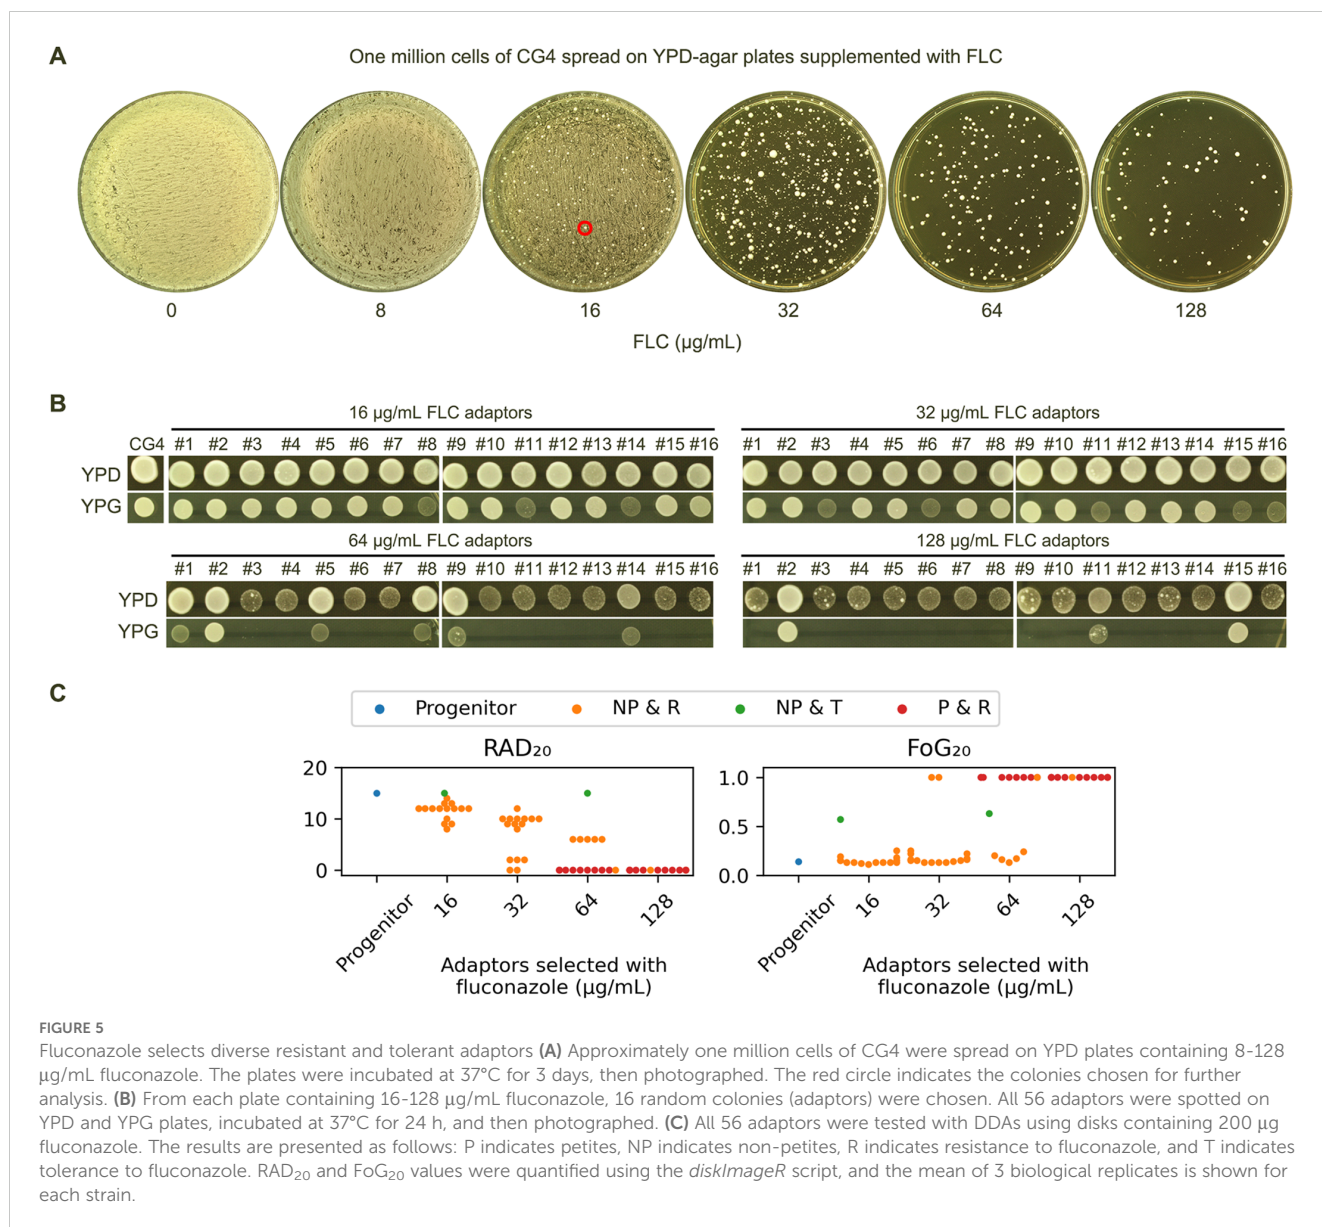 A
One million cells of CG4 spread on YPD-agar plates supplemented with FLC
0 8 16 32 64 128
FLC (µg/mL)
B
16 µg/mL FLC adaptors 32 µg/mL FLC adaptors
CG4 #1 #2 #3 #4 #5 #6 #7 #8 #9 #10 #11 #12 #13 #14 #15 #16 #1 #2 #3 #4 #5 #6 #7 #8 #9 #10 #11 #12 #13 #14 #15 #16
YPD
YPG
64 µg/mL FLC adaptors 128 µg/mL FLC adaptors
#1 #2 #3 #4 #5 #6 #7 #8 #9 #10 #11 #12 #13 #14 #15 #16 #1 #2 #3 #4 #5 #6 #7 #8 #9 #10 #11 #12 #13 #14 #15 #16
YPD
YPG
C
Progenitor NP & R NP & T P & R
RAD₂₀ FoG₂₀
20 1.0
10 0.5
0 0.0
Progenitor 16 32 64 128 Progenitor 16 32 64 128
Adaptors selected with Adaptors selected with
fluconazole (µg/mL) fluconazole (µg/mL)
FIGURE 5
Fluconazole selects diverse resistant and tolerant adaptors (A) Approximately one million cells of CG4 were spread on YPD plates containing 8-128
µg/mL fluconazole. The plates were incubated at 37°C for 3 days, then photographed. The red circle indicates the colonies chosen for further
analysis. (B) From each plate containing 16-128 µg/mL fluconazole, 16 random colonies (adaptors) were chosen. All 56 adaptors were spotted on
YPD and YPG plates, incubated at 37°C for 24 h, and then photographed. (C) All 56 adaptors were tested with DDAs using disks containing 200 µg
fluconazole. The results are presented as follows: P indicates petites, NP indicates non-petites, R indicates resistance to fluconazole, and T indicates
tolerance to fluconazole. RAD₂₀ and FoG₂₀ values were quantified using the diskImageR script, and the mean of 3 biological replicates is shown for
each strain.